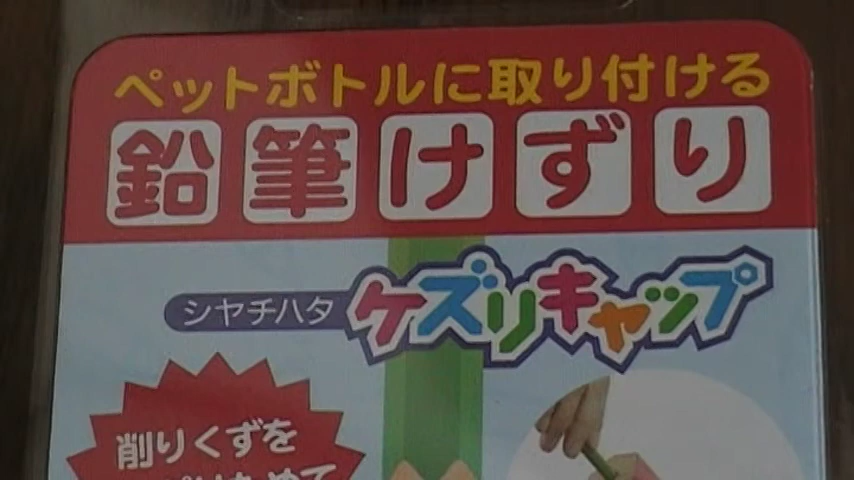 ペットボトルに取り付ける
鉛筆けずり
シヤチハタ
ケズリキャップ
削りくずを